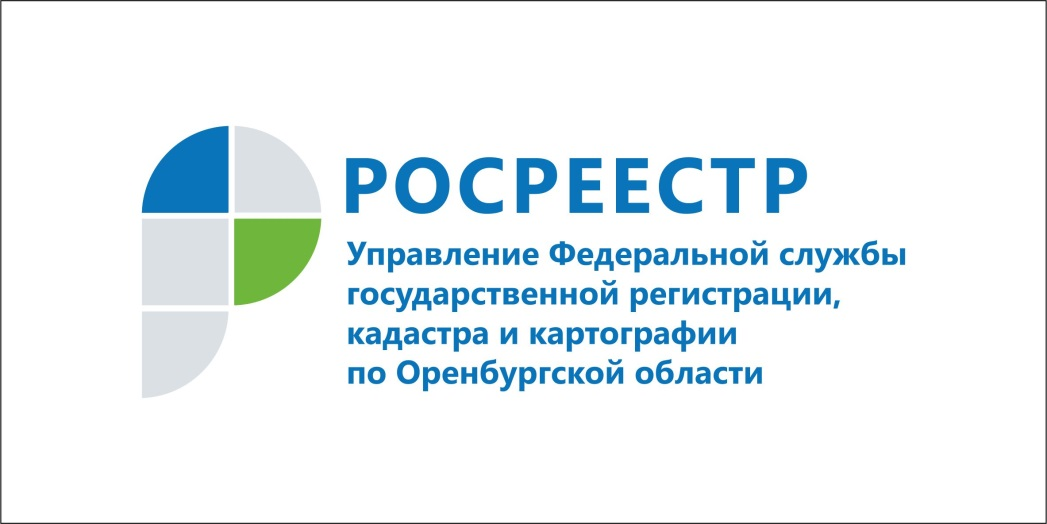 РОСРЕЕСТР
Управление Федеральной службы
государственной регистрации,
кадастра и картографии
по Оренбургской области